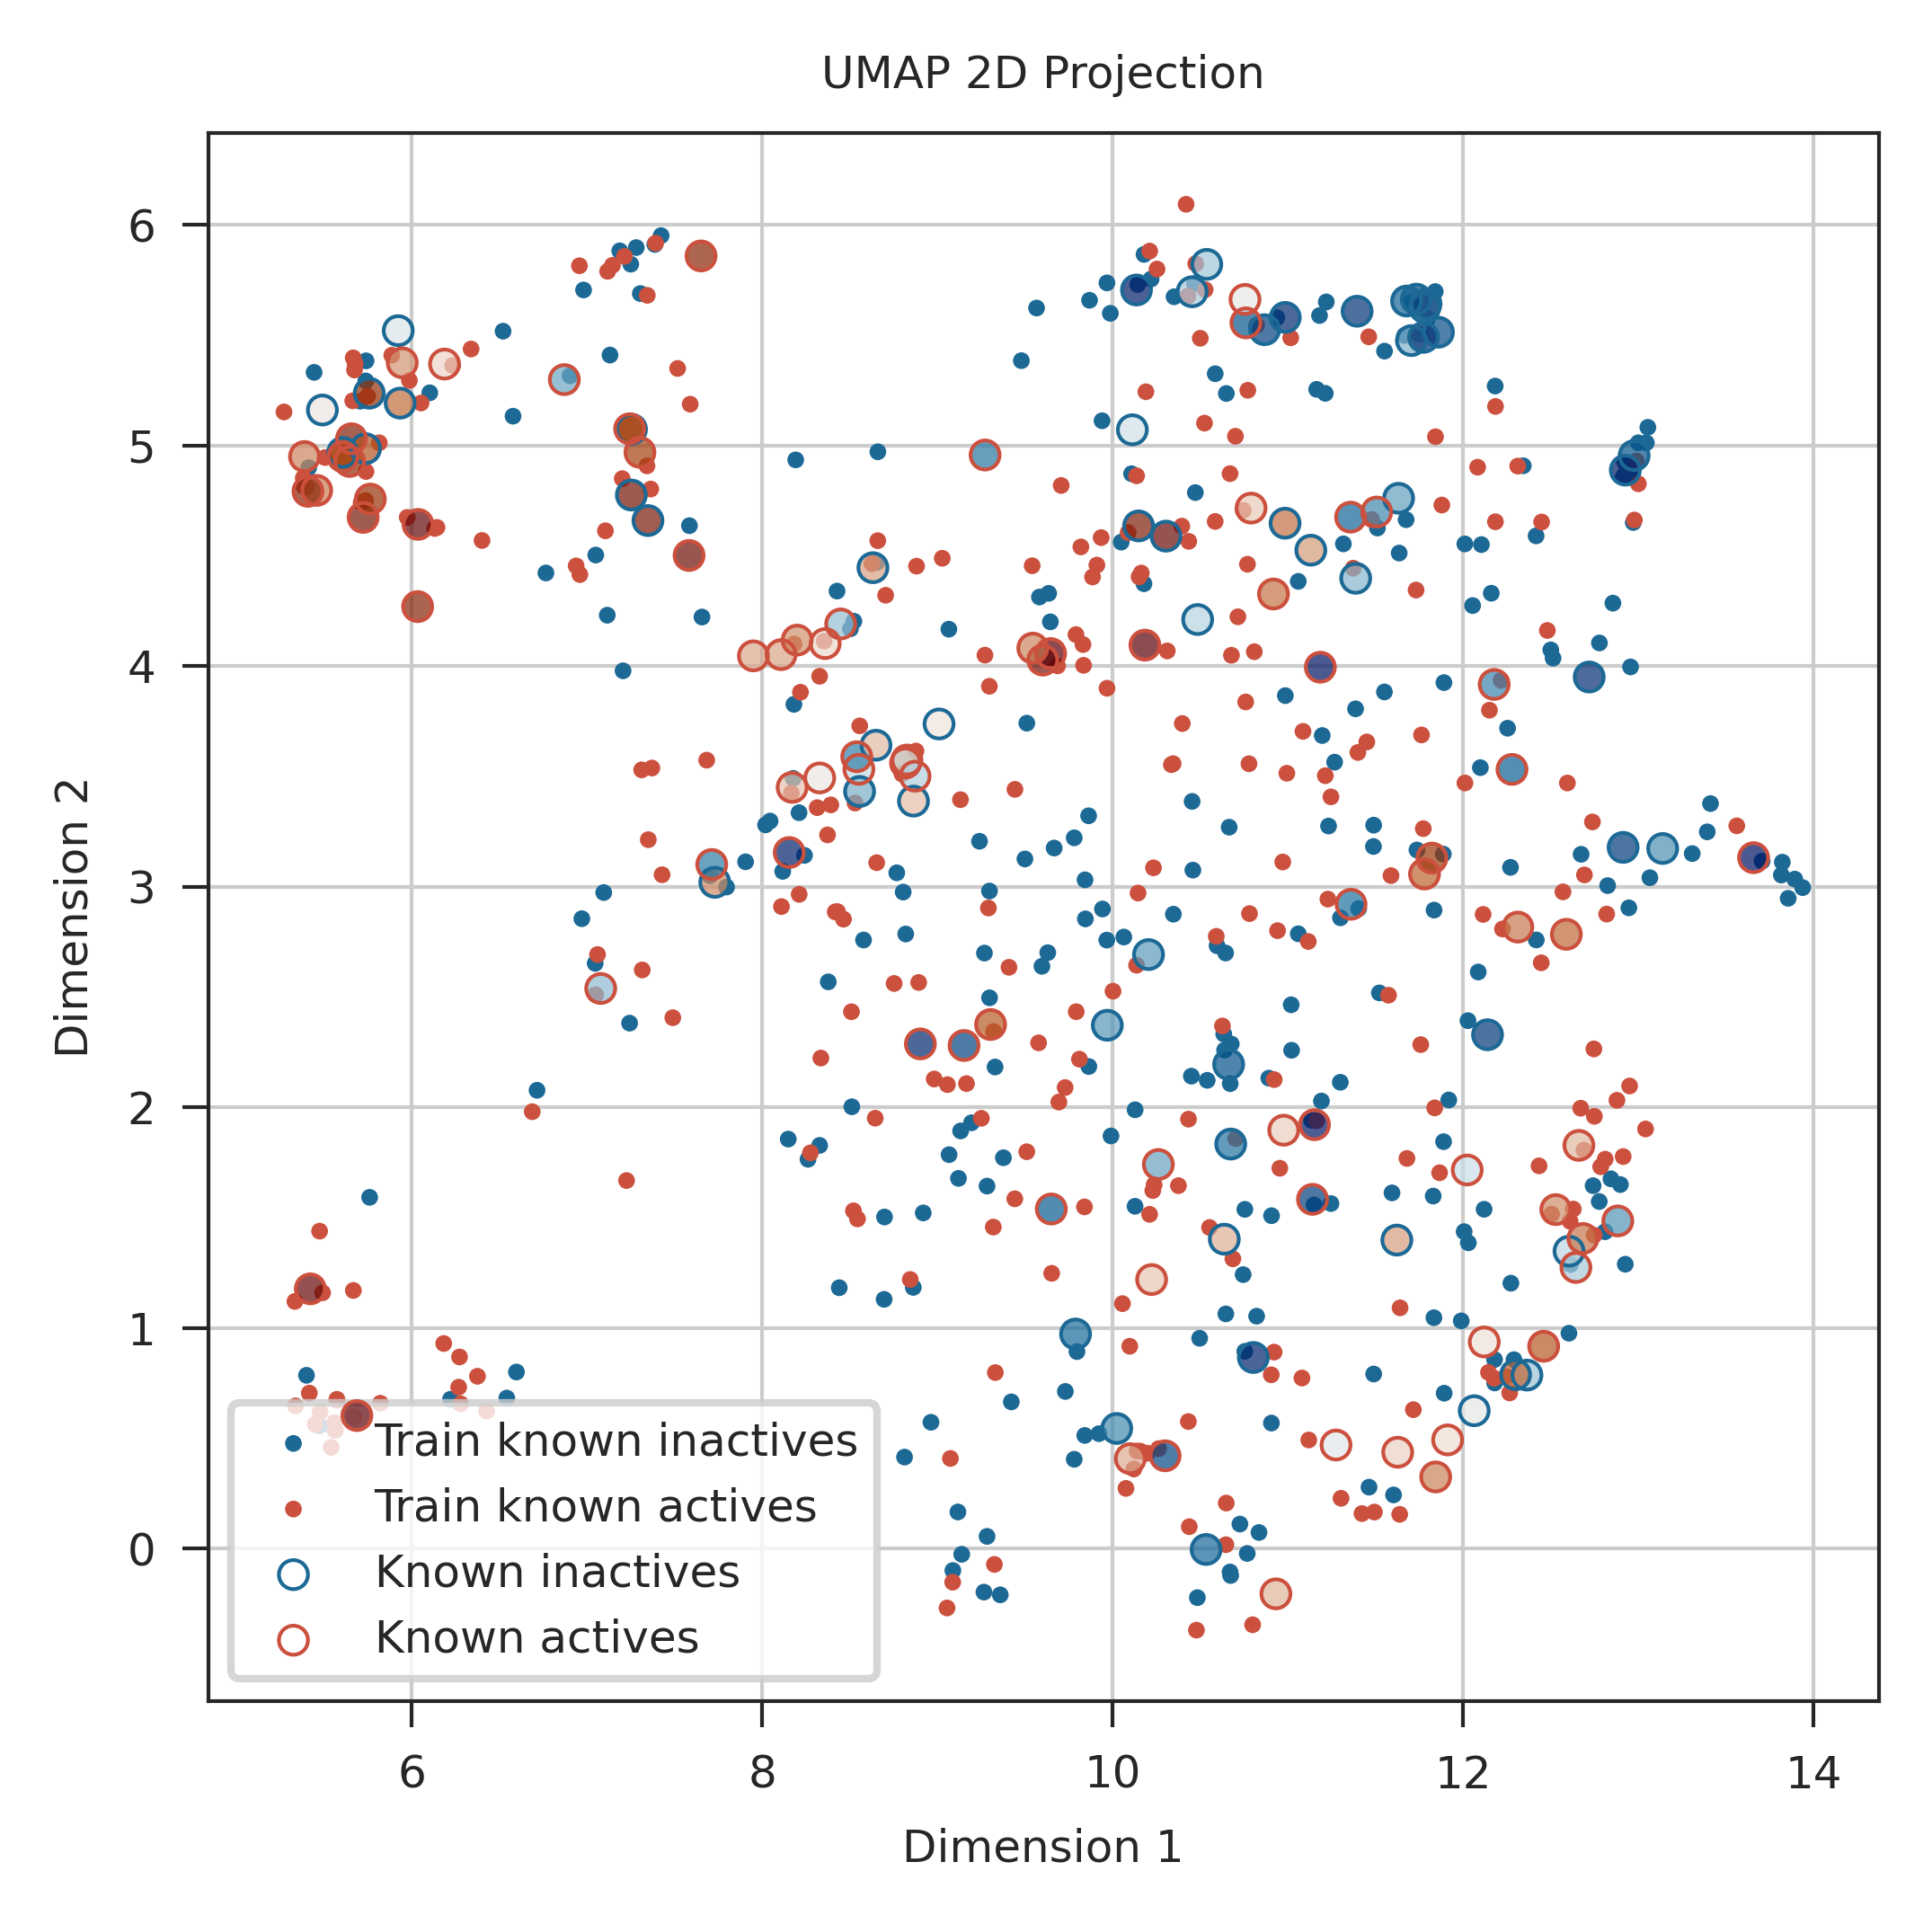 UMAP 2D Projection
6
5
4
3
2
1
0
Dimension 2
Train known inactives
Train known actives
Known inactives
Known actives
6 8 10 12 14
Dimension 1